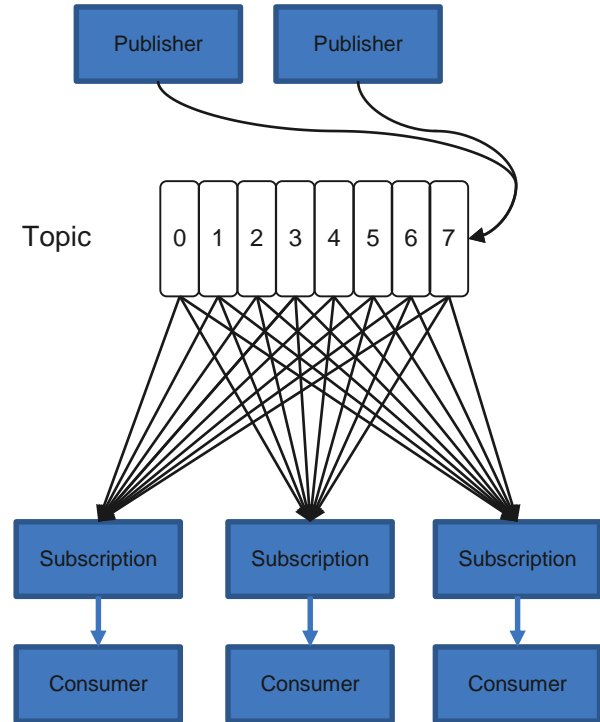 Publisher Publisher
Topic 0 1 2 3 4 5 6 7
Subscription Subscription Subscription
Consumer Consumer Consumer